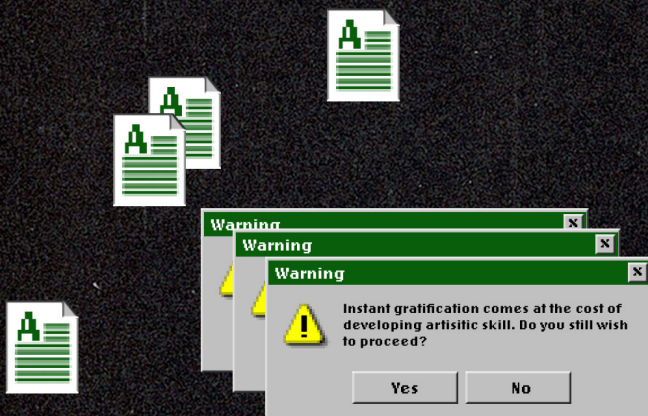 A
A
A
Warning
Warning
Warning
Instant gratification comes at the cost of
developing artisitic skill. Do you still wish
to proceed?
A
Yes
No